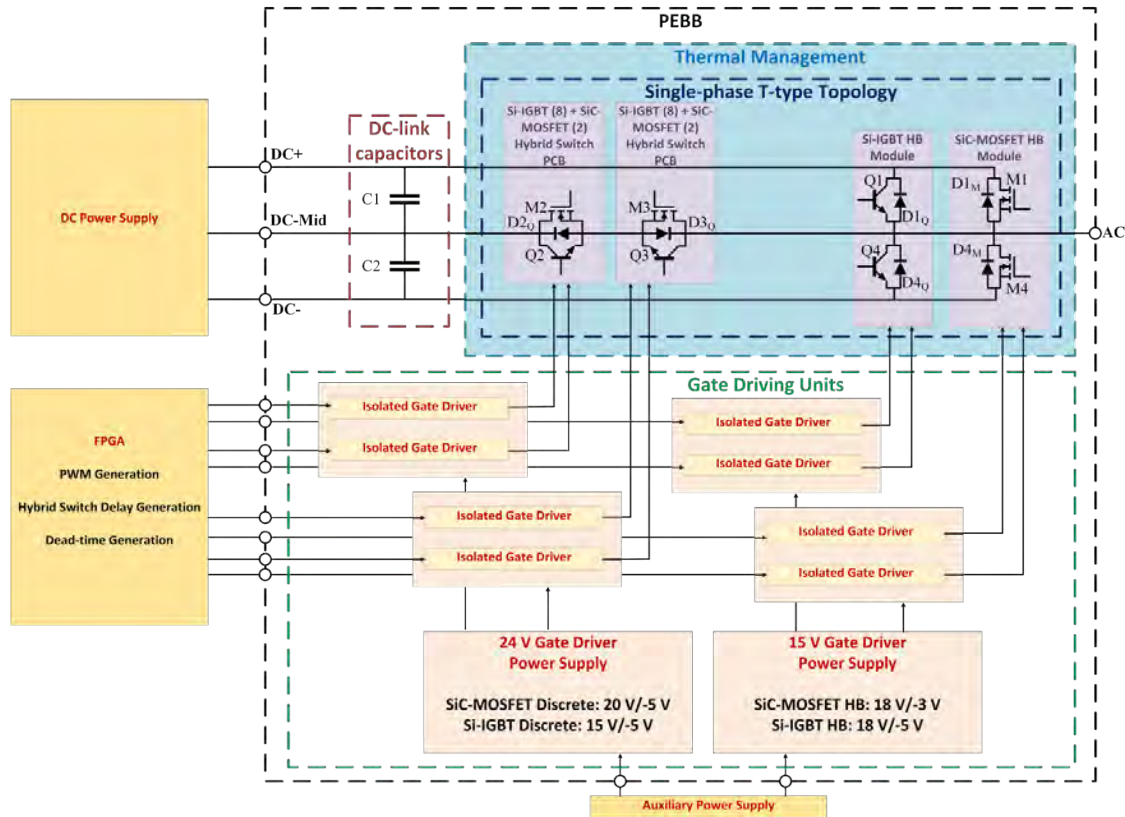 PEBB
Thermal Management
Single-phase T-type Topology
DC Power Supply
DC+
DC-Mid
DC-
DC-link
capacitors
C1
C2
Si-IGBT (8) + SiC-
MOSFET (2)
Hybrid Switch
PCB
M2
D2Q
Q2
Si-IGBT (8) + SiC-
MOSFET (2)
Hybrid Switch
PCB
M3
D3Q
Q3
Si-IGBT HB
Module
Q1
D1Q
Q4
D4Q
SiC-MOSFET HB
Module
D1M
M1
D4M
M4
AC
Gate Driving Units
FPGA
PWM Generation
Hybrid Switch Delay Generation
Dead-time Generation
Isolated Gate Driver
Isolated Gate Driver
Isolated Gate Driver
Isolated Gate Driver
Isolated Gate Driver
Isolated Gate Driver
Isolated Gate Driver
Isolated Gate Driver
24 V Gate Driver
Power Supply
SiC-MOSFET Discrete: 20 V/-5 V
Si-IGBT Discrete: 15 V/-5 V
15 V Gate Driver
Power Supply
SiC-MOSFET HB: 18 V/-3 V
Si-IGBT HB: 18 V/-5 V
Auxiliary Power Supply